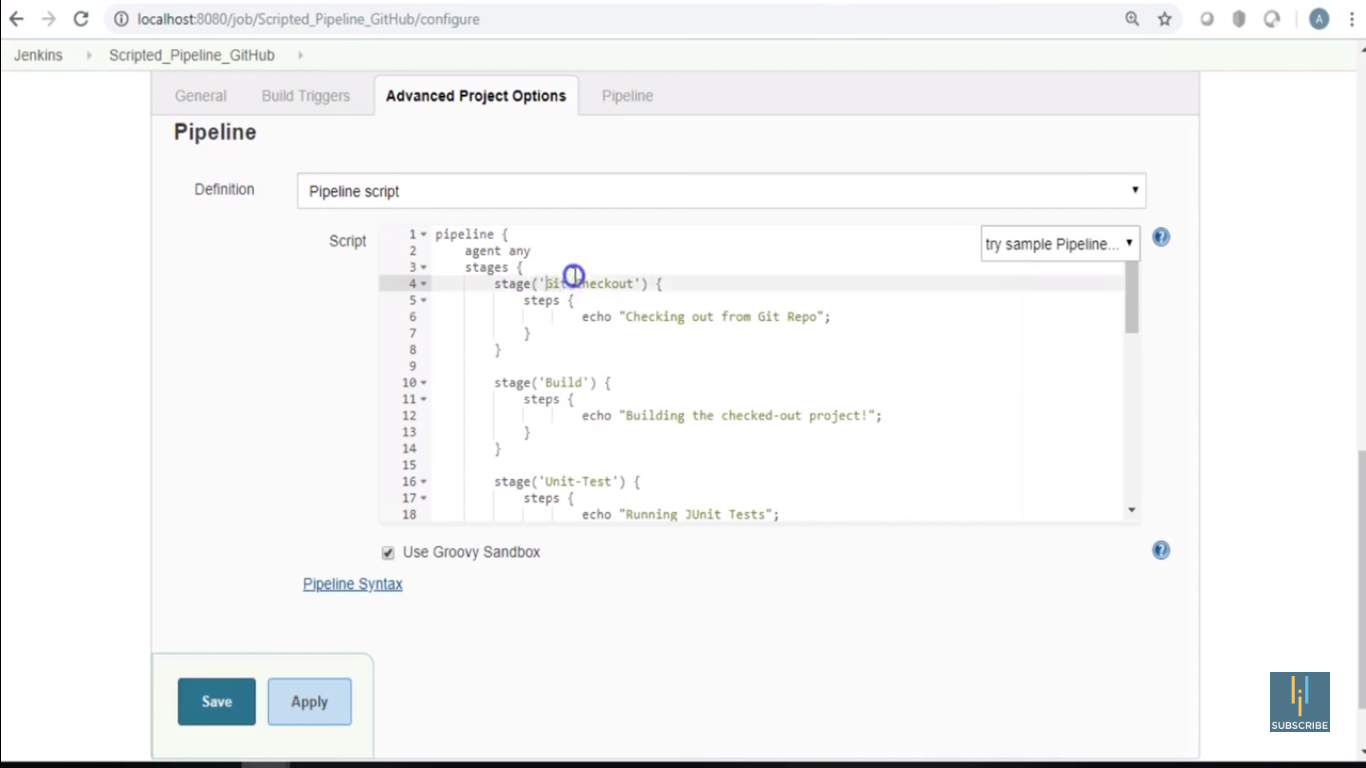 localhost:8080/job/Scripted_Pipeline_GitHub/configure
A
Jenkins Scripted_Pipeline_GitHub
General Build Triggers Advanced Project Options Pipeline
Pipeline
Definition Pipeline script
Script
try sample Pipeline...
1 pipeline {
2 agent any
3 stages {
4 stage('Git Checkout') {
5 steps {
6 echo "Checking out from Git Repo";
7 }
8 }
9
10 stage('Build') {
11 steps {
12 echo "Building the checked-out project!";
13 }
14 }
15
16 stage('Unit-Test') {
17 steps {
18 echo "Running JUnit Tests";
Use Groovy Sandbox
Pipeline Syntax
Save Apply
SUBSCRIBE